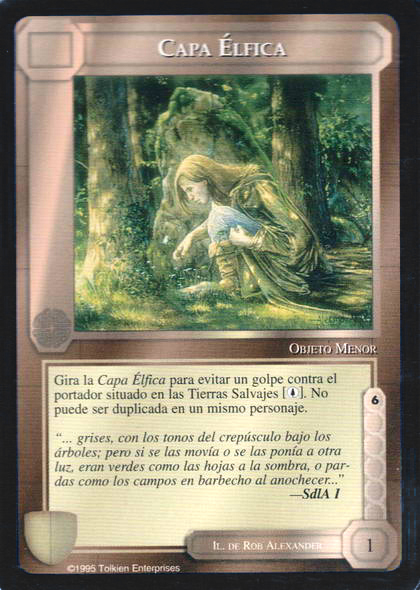 CAPA ÉLFICA
OBJETO MENOR
Gira la Capa Élfica para evitar un golpe contra el
portador situado en las Tierras Salvajes [ ]. No
puede ser duplicada en un mismo personaje.
6
“... grises, con los tonos del crepúsculo bajo los
árboles; pero si se las movía o se las ponía a otra
luz, eran verdes como las hojas a la sombra, o par-
das como los campos en barbecho al anochecer...”
—SdlA I
IL. DE ROB ALEXANDER
1
©1995 Tolkien Enterprises